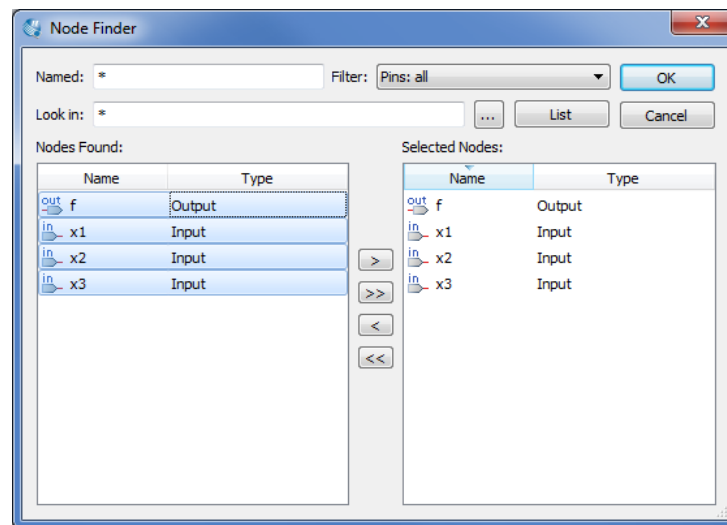 Node Finder
Named: * Filter: Pins: all OK
Look in: * ... List Cancel
Nodes Found: Selected Nodes:
Name Type Name Type
out f Output out f Output
in x1 Input in x1 Input
in x2 Input in x2 Input
in x3 Input in x3 Input
>
>>
<
<<